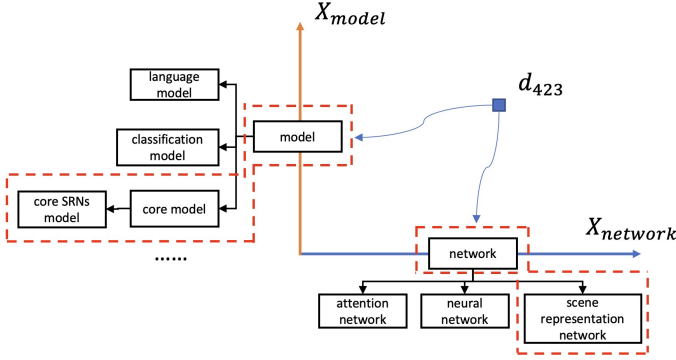 X_model
d_423
language
model
classification
model
model
core SRNs
model
core model
......
X_network
network
attention
network
neural
network
scene
representation
network